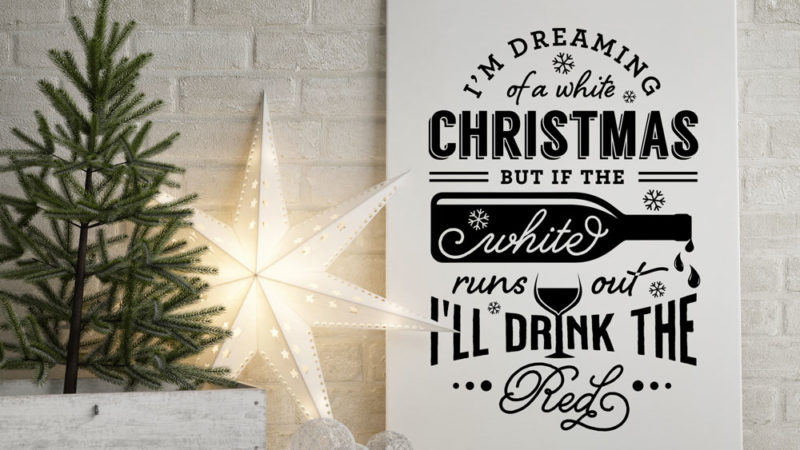 I'M DREAMING
of a white
CHRISTMAS
BUT IF THE
white
runs out
I'LL DRINK THE
Red